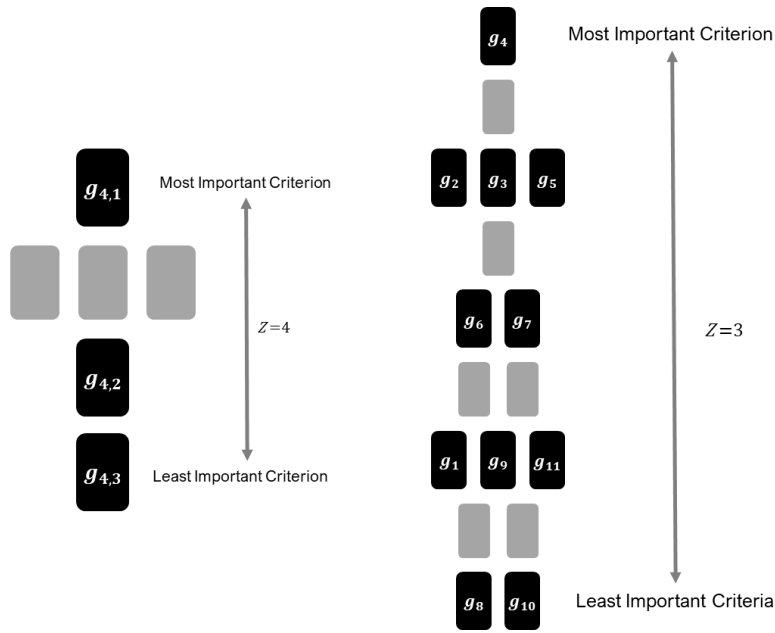 g4,1
Most Important Criterion
Z=4
g4,2
g4,3
Least Important Criterion
g4
Most Important Criterion
g2 g3 g5
g6 g7
Z=3
g1 g9 g11
g8 g10
Least Important Criteria